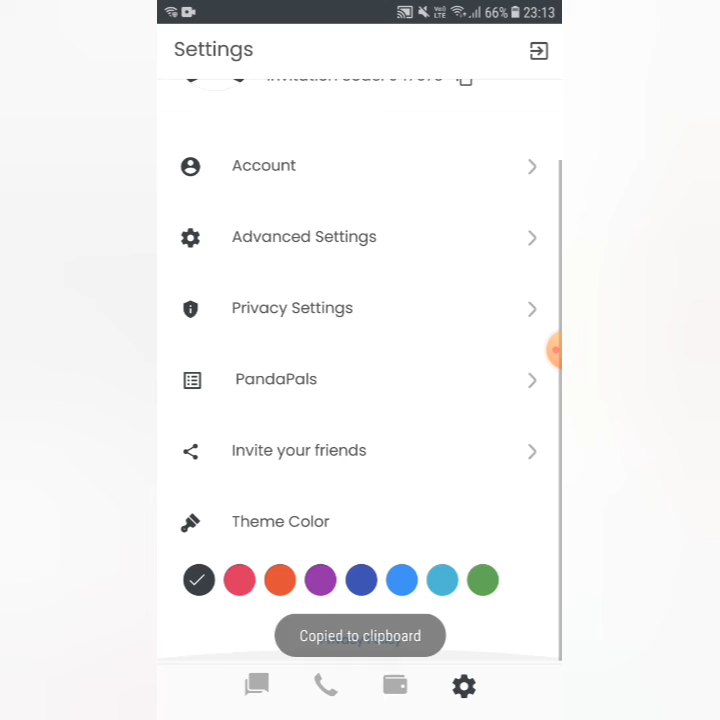 66% 23:13
Settings
Account
Advanced Settings
Privacy Settings
PandaPals
Invite your friends
Theme Color
Copied to clipboard